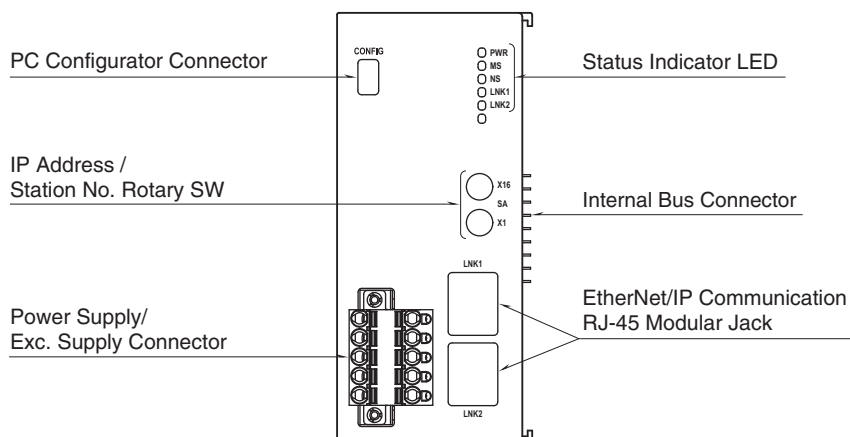 PC Configurator Connector
CONFIG
PWR
MS
NS
LNK1
LNK2
Status Indicator LED
IP Address /
Station No. Rotary SW
X16
SA
X1
Internal Bus Connector
LNK1
EtherNet/IP Communication
RJ-45 Modular Jack
Power Supply/
Exc. Supply Connector
LNK2